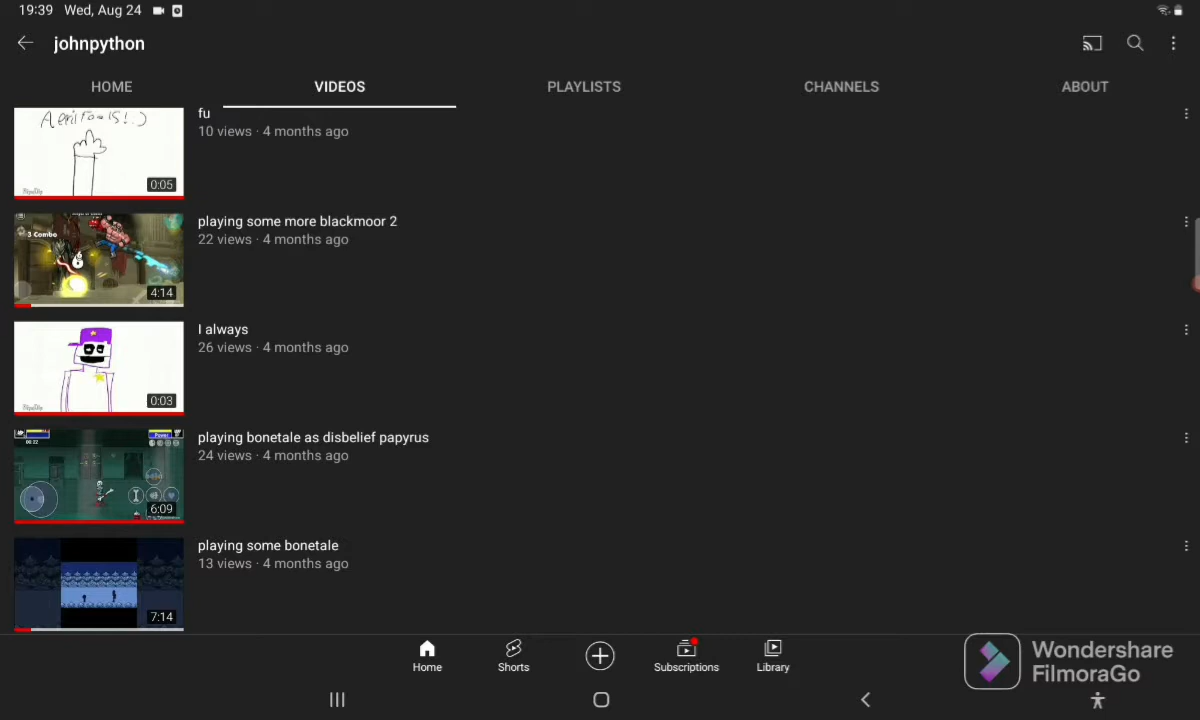 19:39 Wed, Aug 24
johnpython
HOME VIDEOS PLAYLISTS CHANNELS ABOUT
April Fools!:)
0:05
fu
10 views · 4 months ago
3 Combo
4:14
playing some more blackmoor 2
22 views · 4 months ago
0:03
I always
26 views · 4 months ago
6:09
playing bonetale as disbelief papyrus
24 views · 4 months ago
7:14
playing some bonetale
13 views · 4 months ago
Home Shorts Subscriptions Library
Wondershare
FilmoraGo